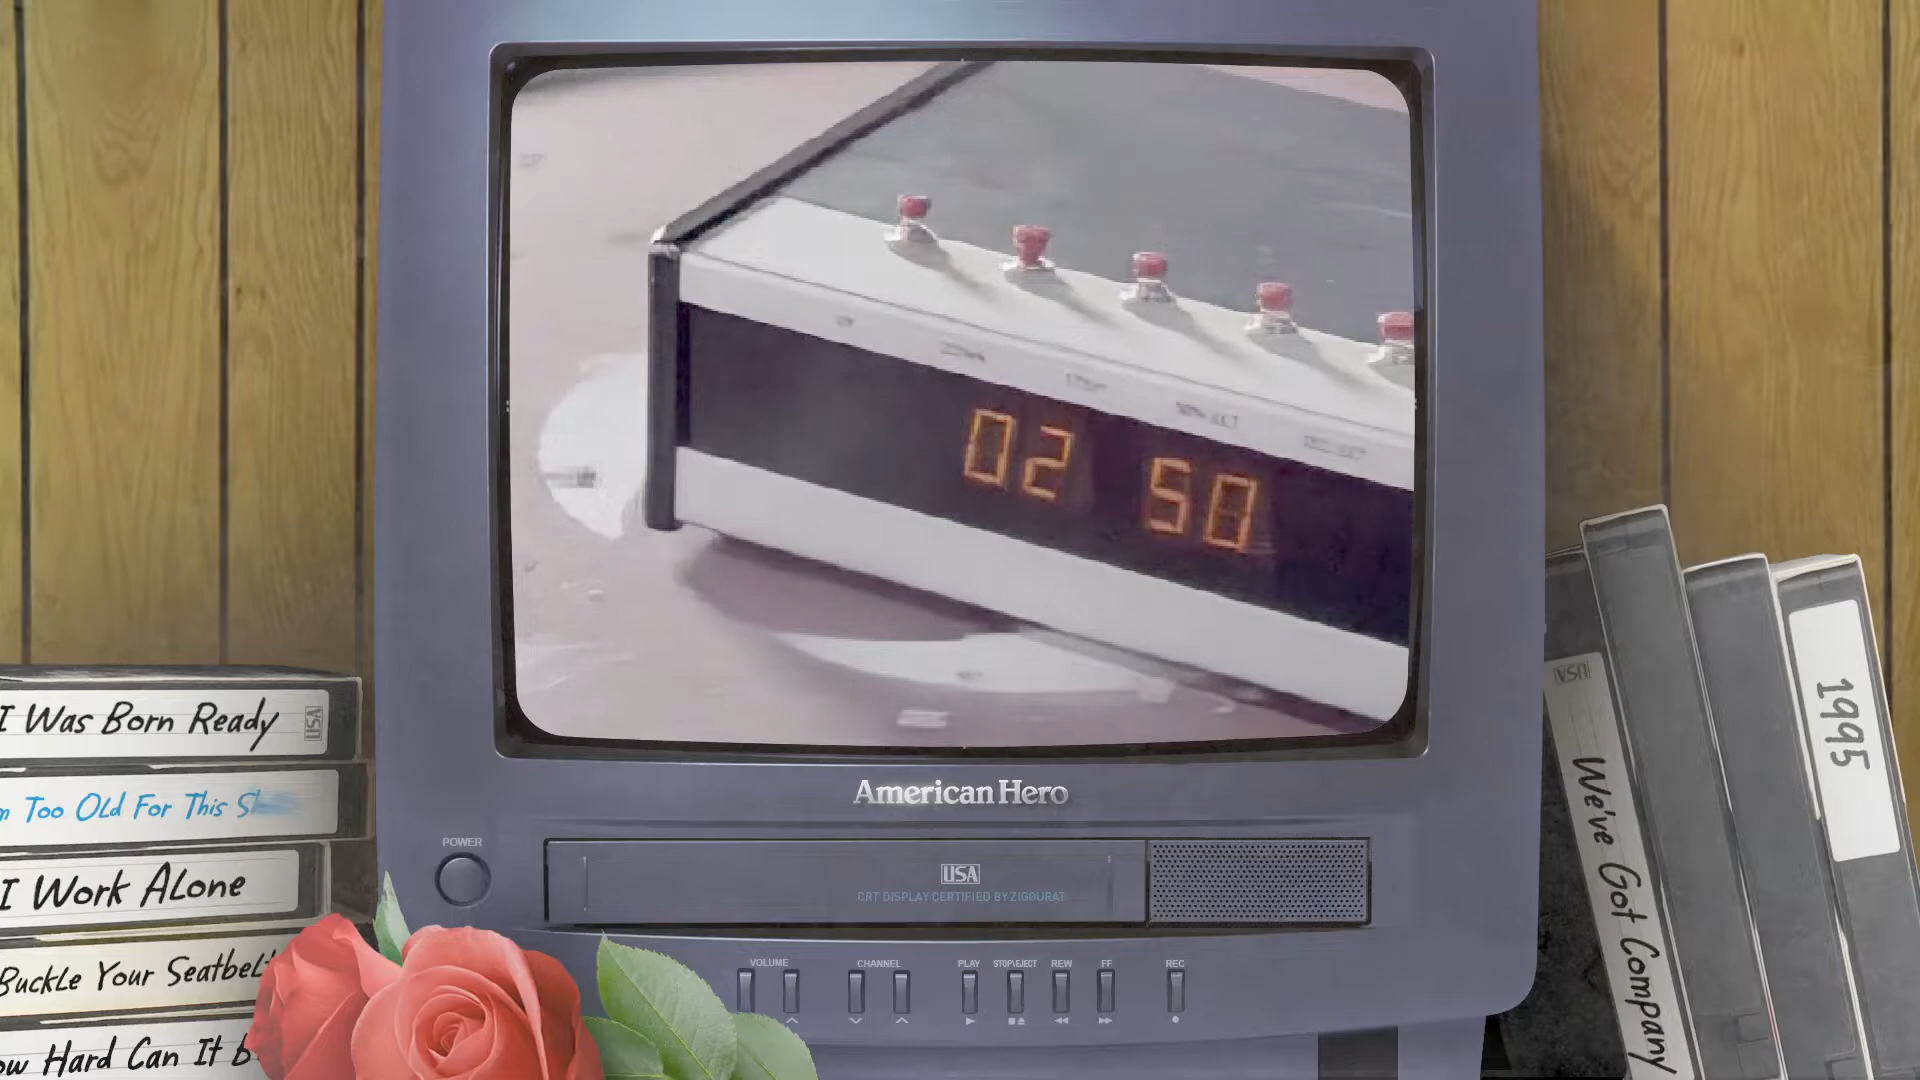 02 50
American Hero
POWER
USA
CRT DISPLAY CERTIFIED BY ZIGOURAT
VOLUME CHANNEL PLAY STOP\EJECT REW FF REC
I Was Born Ready
USA
Too Old For This
I Work Alone
Buckle Your Seatbel
How Hard Can It
USA
We've Got Company
1995